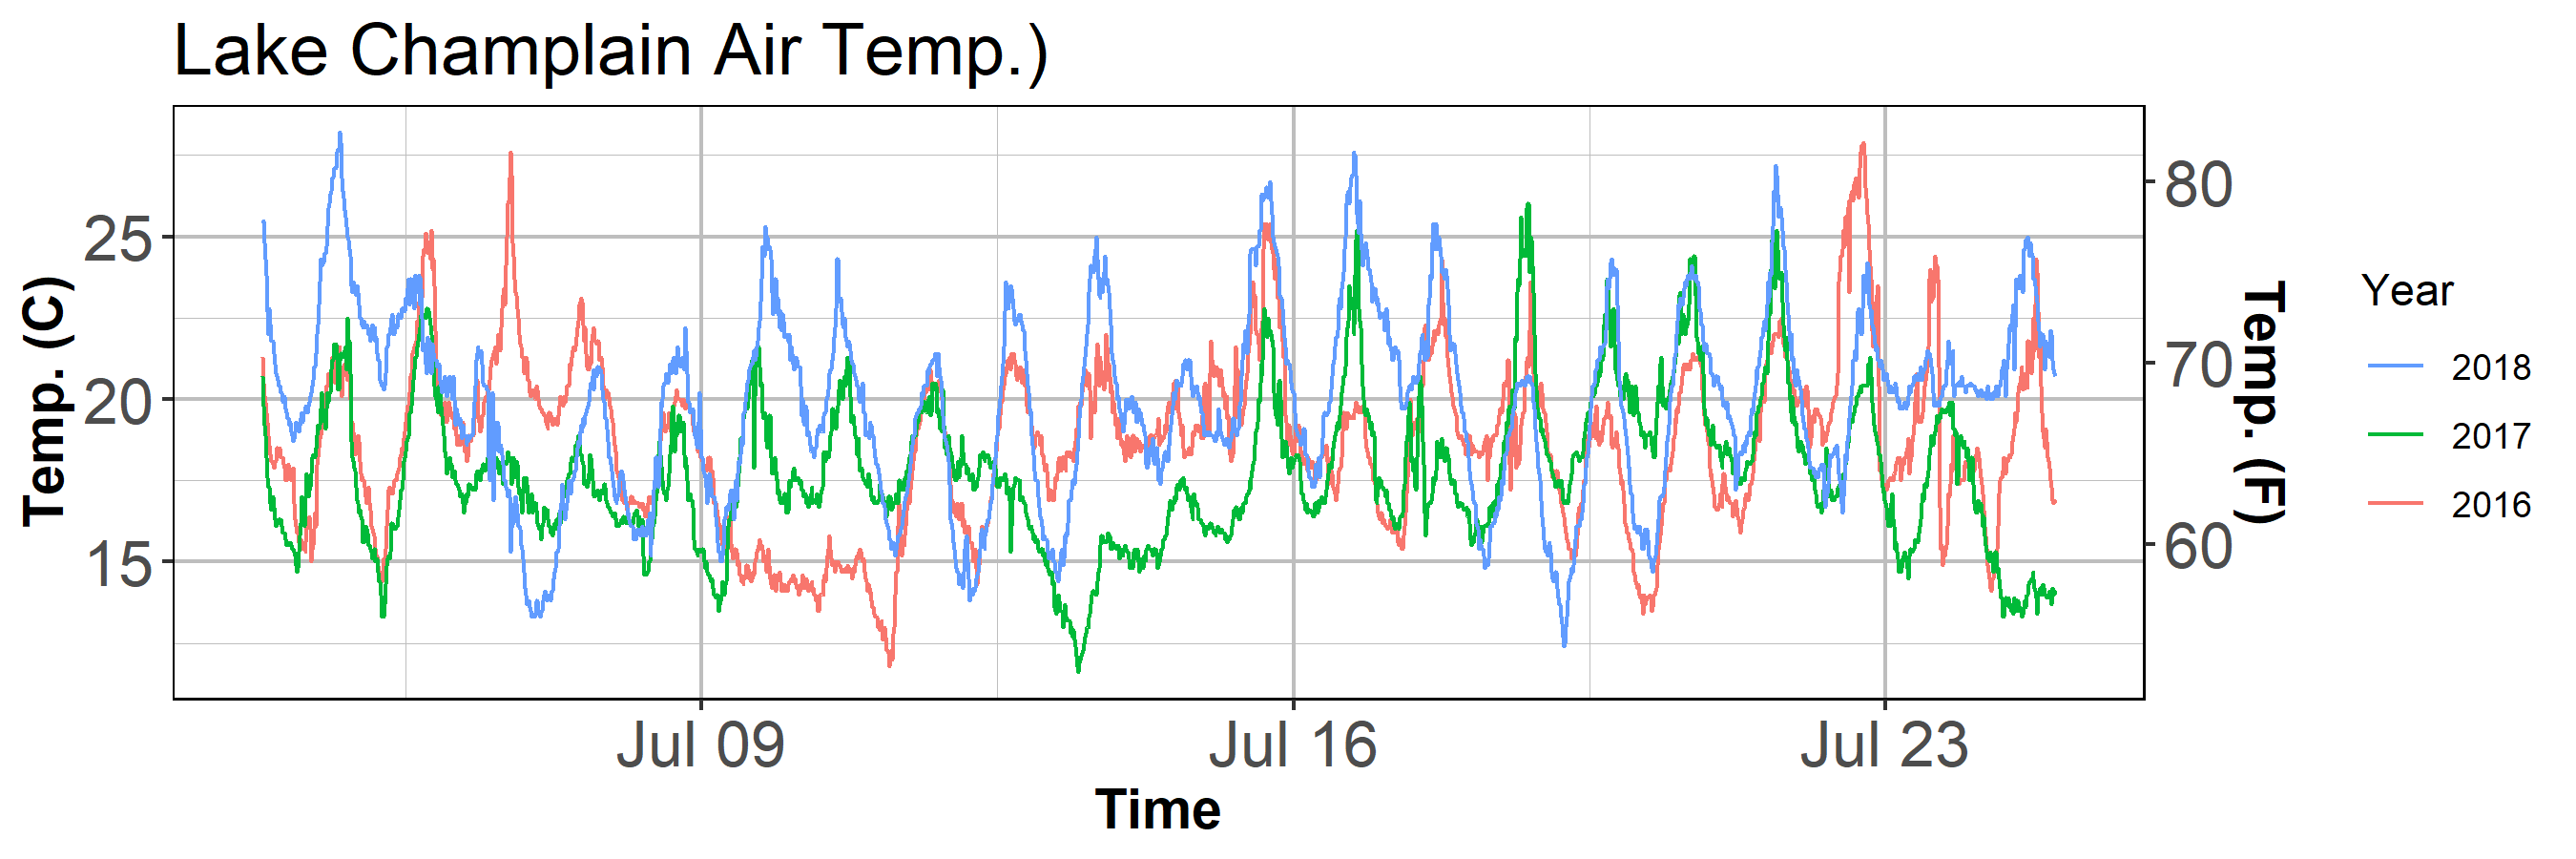 Lake Champlain Air Temp.)
Temp. (C)
25
20
15
80
70
60
Temp. (F)
Jul 09
Jul 16
Jul 23
Time
Year
2018
2017
2016